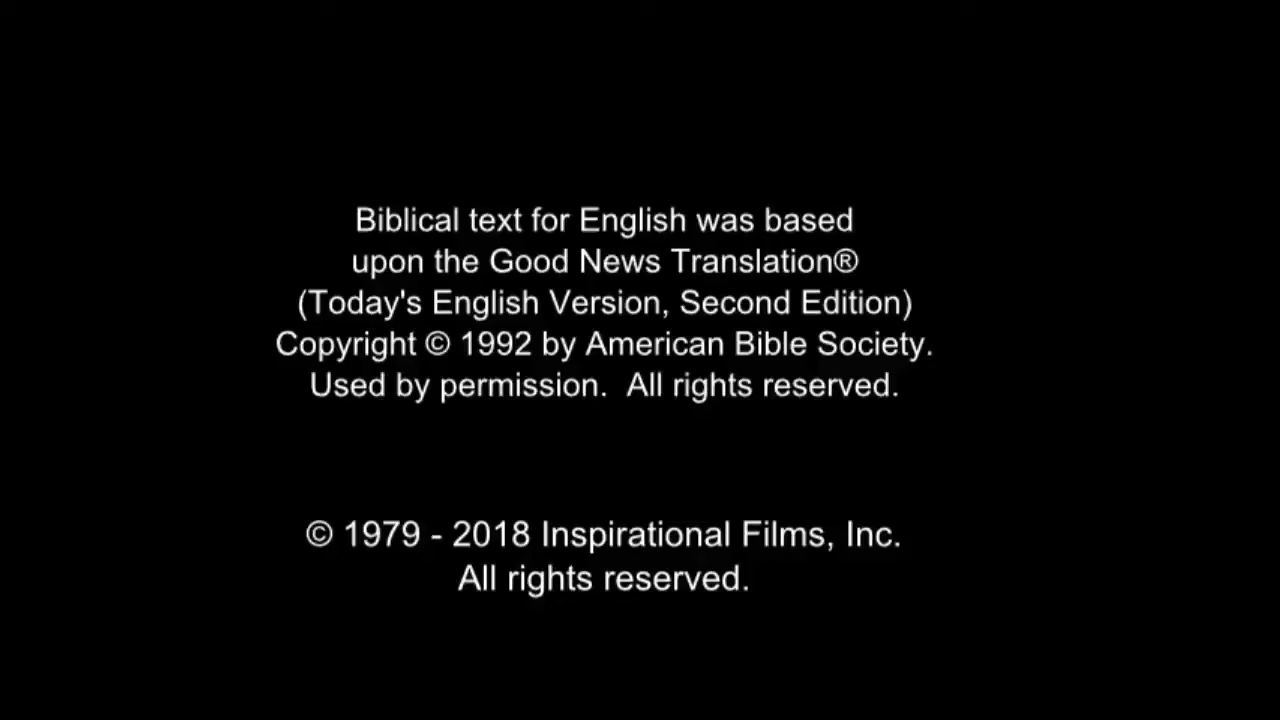 Biblical text for English was based
upon the Good News Translation®
(Today's English Version, Second Edition)
Copyright © 1992 by American Bible Society.
Used by permission.  All rights reserved.
© 1979 - 2018 Inspirational Films, Inc.
All rights reserved.